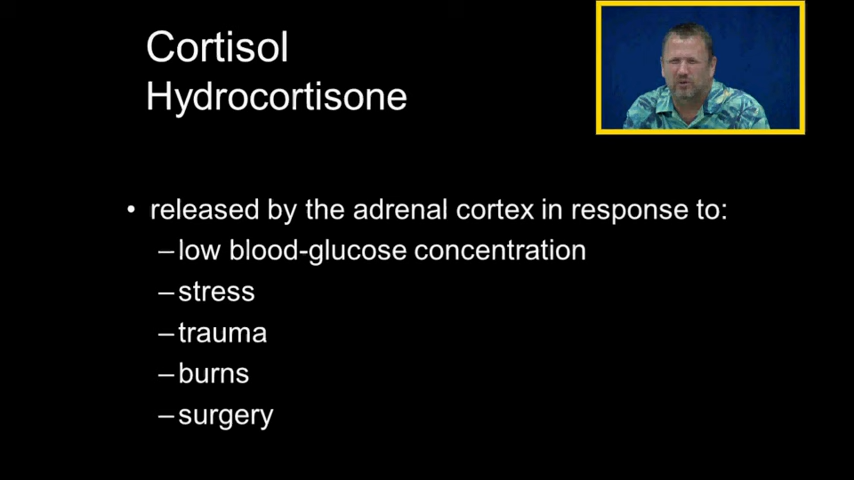 Cortisol
Hydrocortisone
• released by the adrenal cortex in response to:
–low blood-glucose concentration
–stress
–trauma
–burns
–surgery